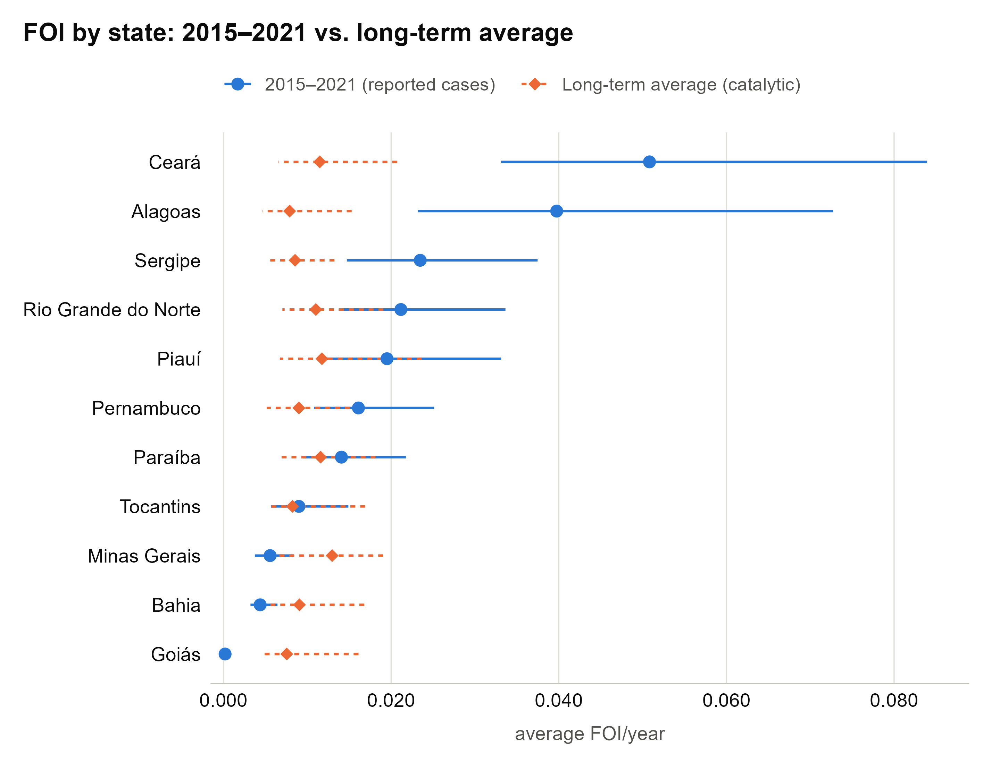 FOI by state: 2015–2021 vs. long-term average
2015–2021 (reported cases) Long-term average (catalytic)
Ceará
Alagoas
Sergipe
Rio Grande do Norte
Piauí
Pernambuco
Paraíba
Tocantins
Minas Gerais
Bahia
Goiás
0.000 0.020 0.040 0.060 0.080
average FOI/year